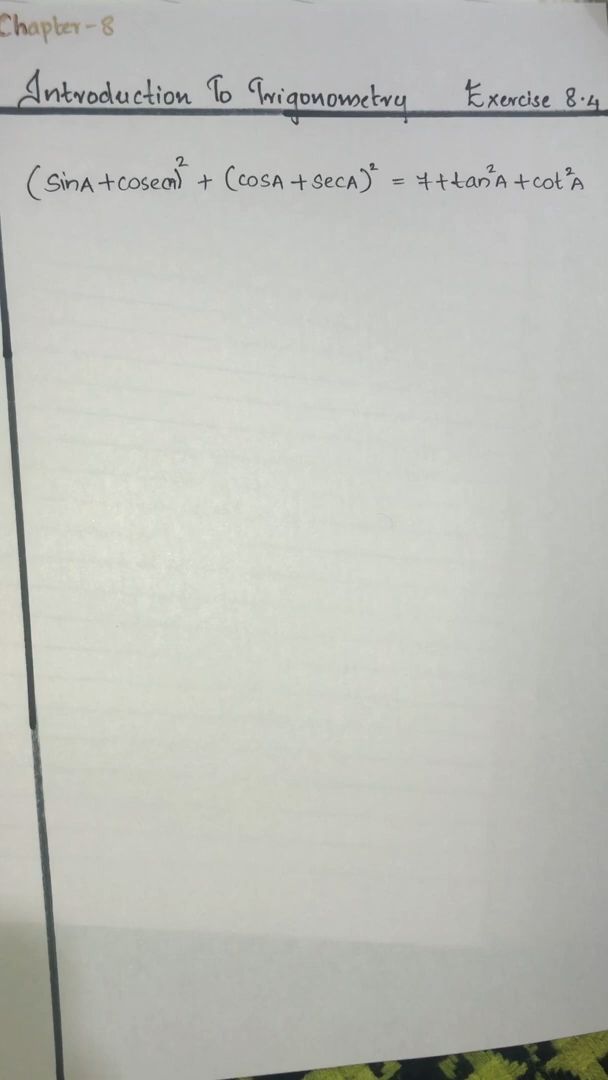 Chapter-8
Introduction To Trigonometry Exercise 8.4
(sinA+cosecA)² + (cosA+secA)² = 7+tan²A+cot²A